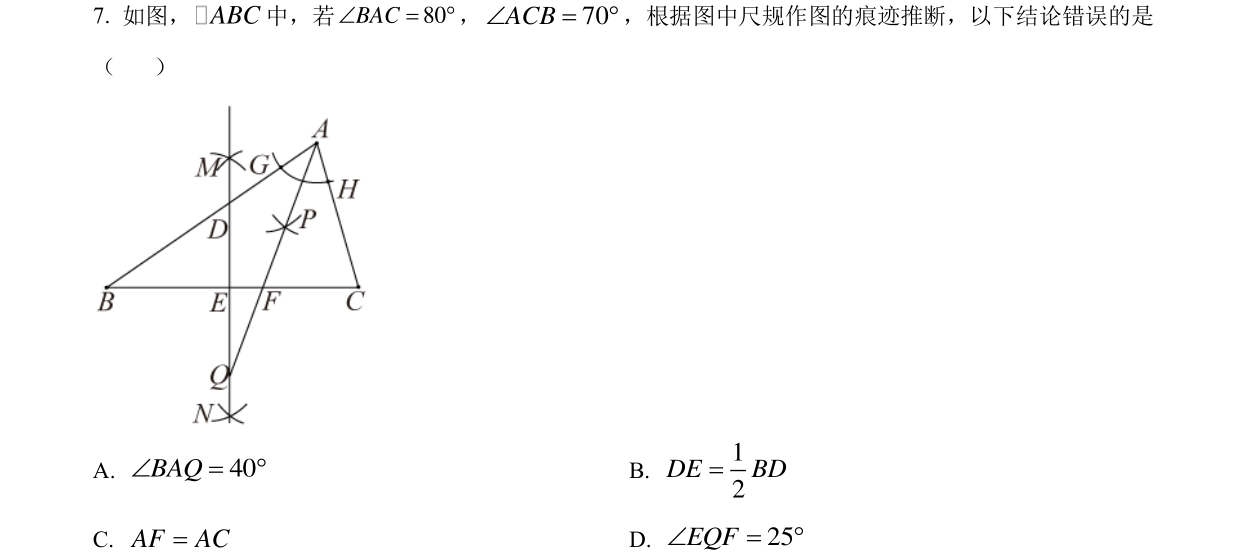 7. 如图，□ABC 中，若∠BAC = 80°，∠ACB = 70°，根据图中尺规作图的痕迹推断，以下结论错误的是
（　　）
A
M G
H
D P
B E F C
Q
N
A. ∠BAQ = 40° B. DE = 1/2 BD
C. AF = AC D. ∠EQF = 25°